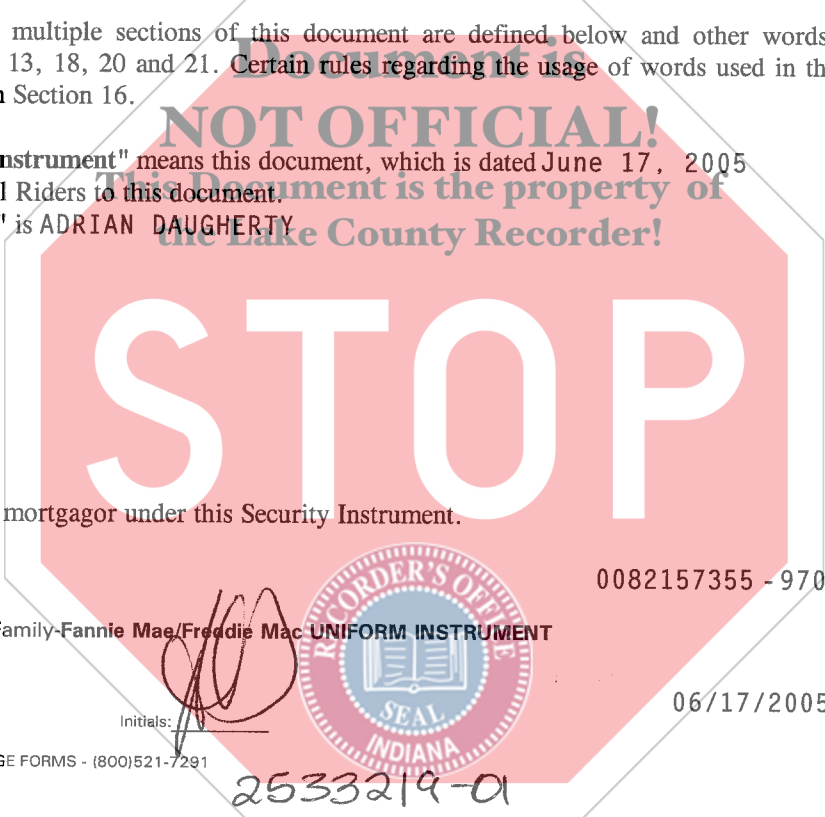 multiple sections of this document are defined below and other words
Document is
13, 18, 20 and 21. Certain rules regarding the usage of words used in th
n Section 16.
NOT OFFICIAL!
nstrument" means this document, which is dated June 17, 2005
This Document is the property of
l Riders to this document.
" is ADRIAN DAUGHERTY
the Lake County Recorder!
STOP
mortgagor under this Security Instrument.
0082157355 - 970
RECORDER'S OFFICE
amily-Fannie Mae/Freddie Mac UNIFORM INSTRUMENT
06/17/2005
SEAL
Initials:
INDIANA
GE FORMS - (800)521-7291
2533219-01